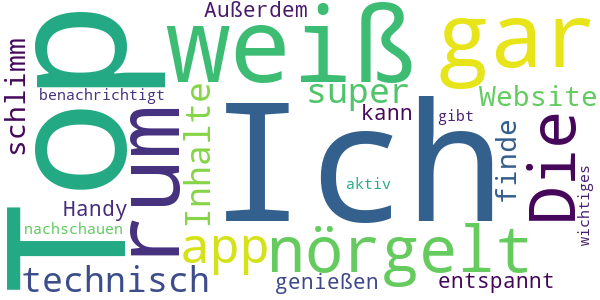 Außerdem
weiß
gar
Top
schlimm
benachrichtigt
super
Website
rum
Inhalte
Ich
kann
gibt
Die
finde
aktiv
wichtiges
Handy
nachschauen
app
nörgelt
technisch
genießen
entspannt